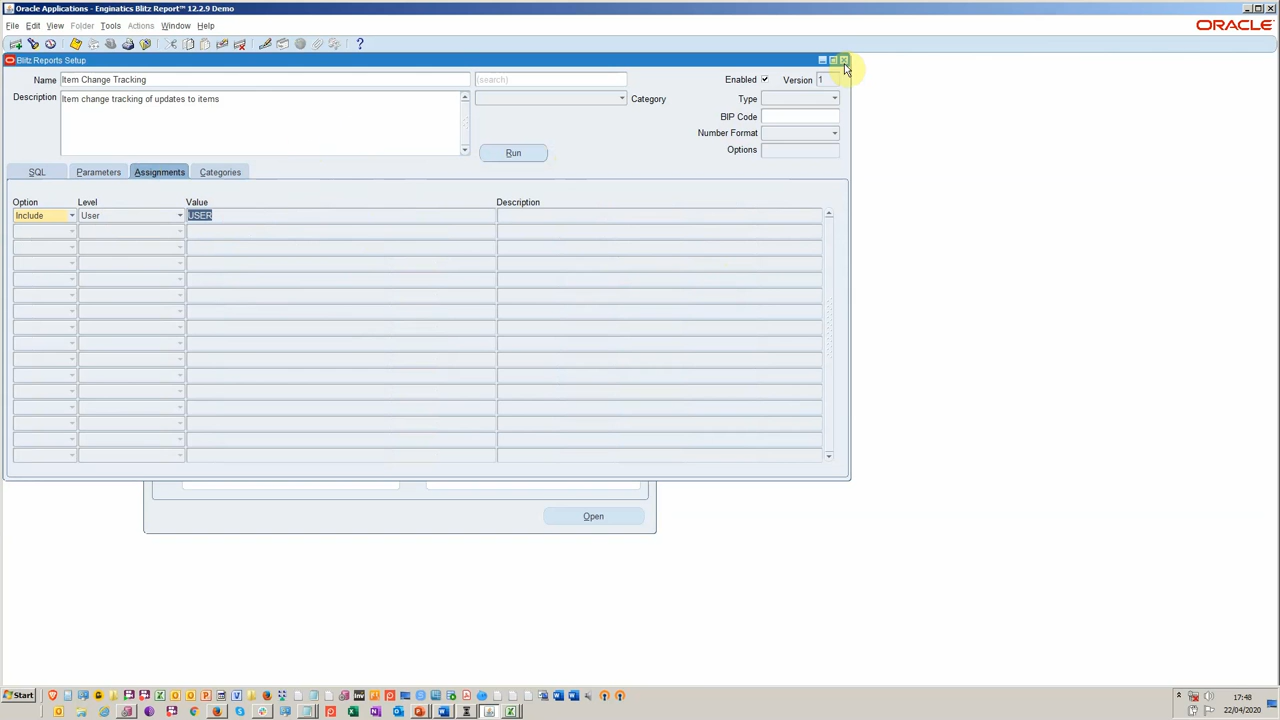 Oracle Applications - Enginatics Blitz Report™ 12.2.9 Demo
File Edit View Folder Tools Actions Window Help
ORACLE
Blitz Reports Setup
Name Item Change Tracking (search) Enabled Version 1
Description Item change tracking of updates to items Category Type
BIP Code
Number Format
Options
Run
SQL Parameters Assignments Categories
Option Level Value Description
Include User USER
Open
Start 17:48
22/04/2020